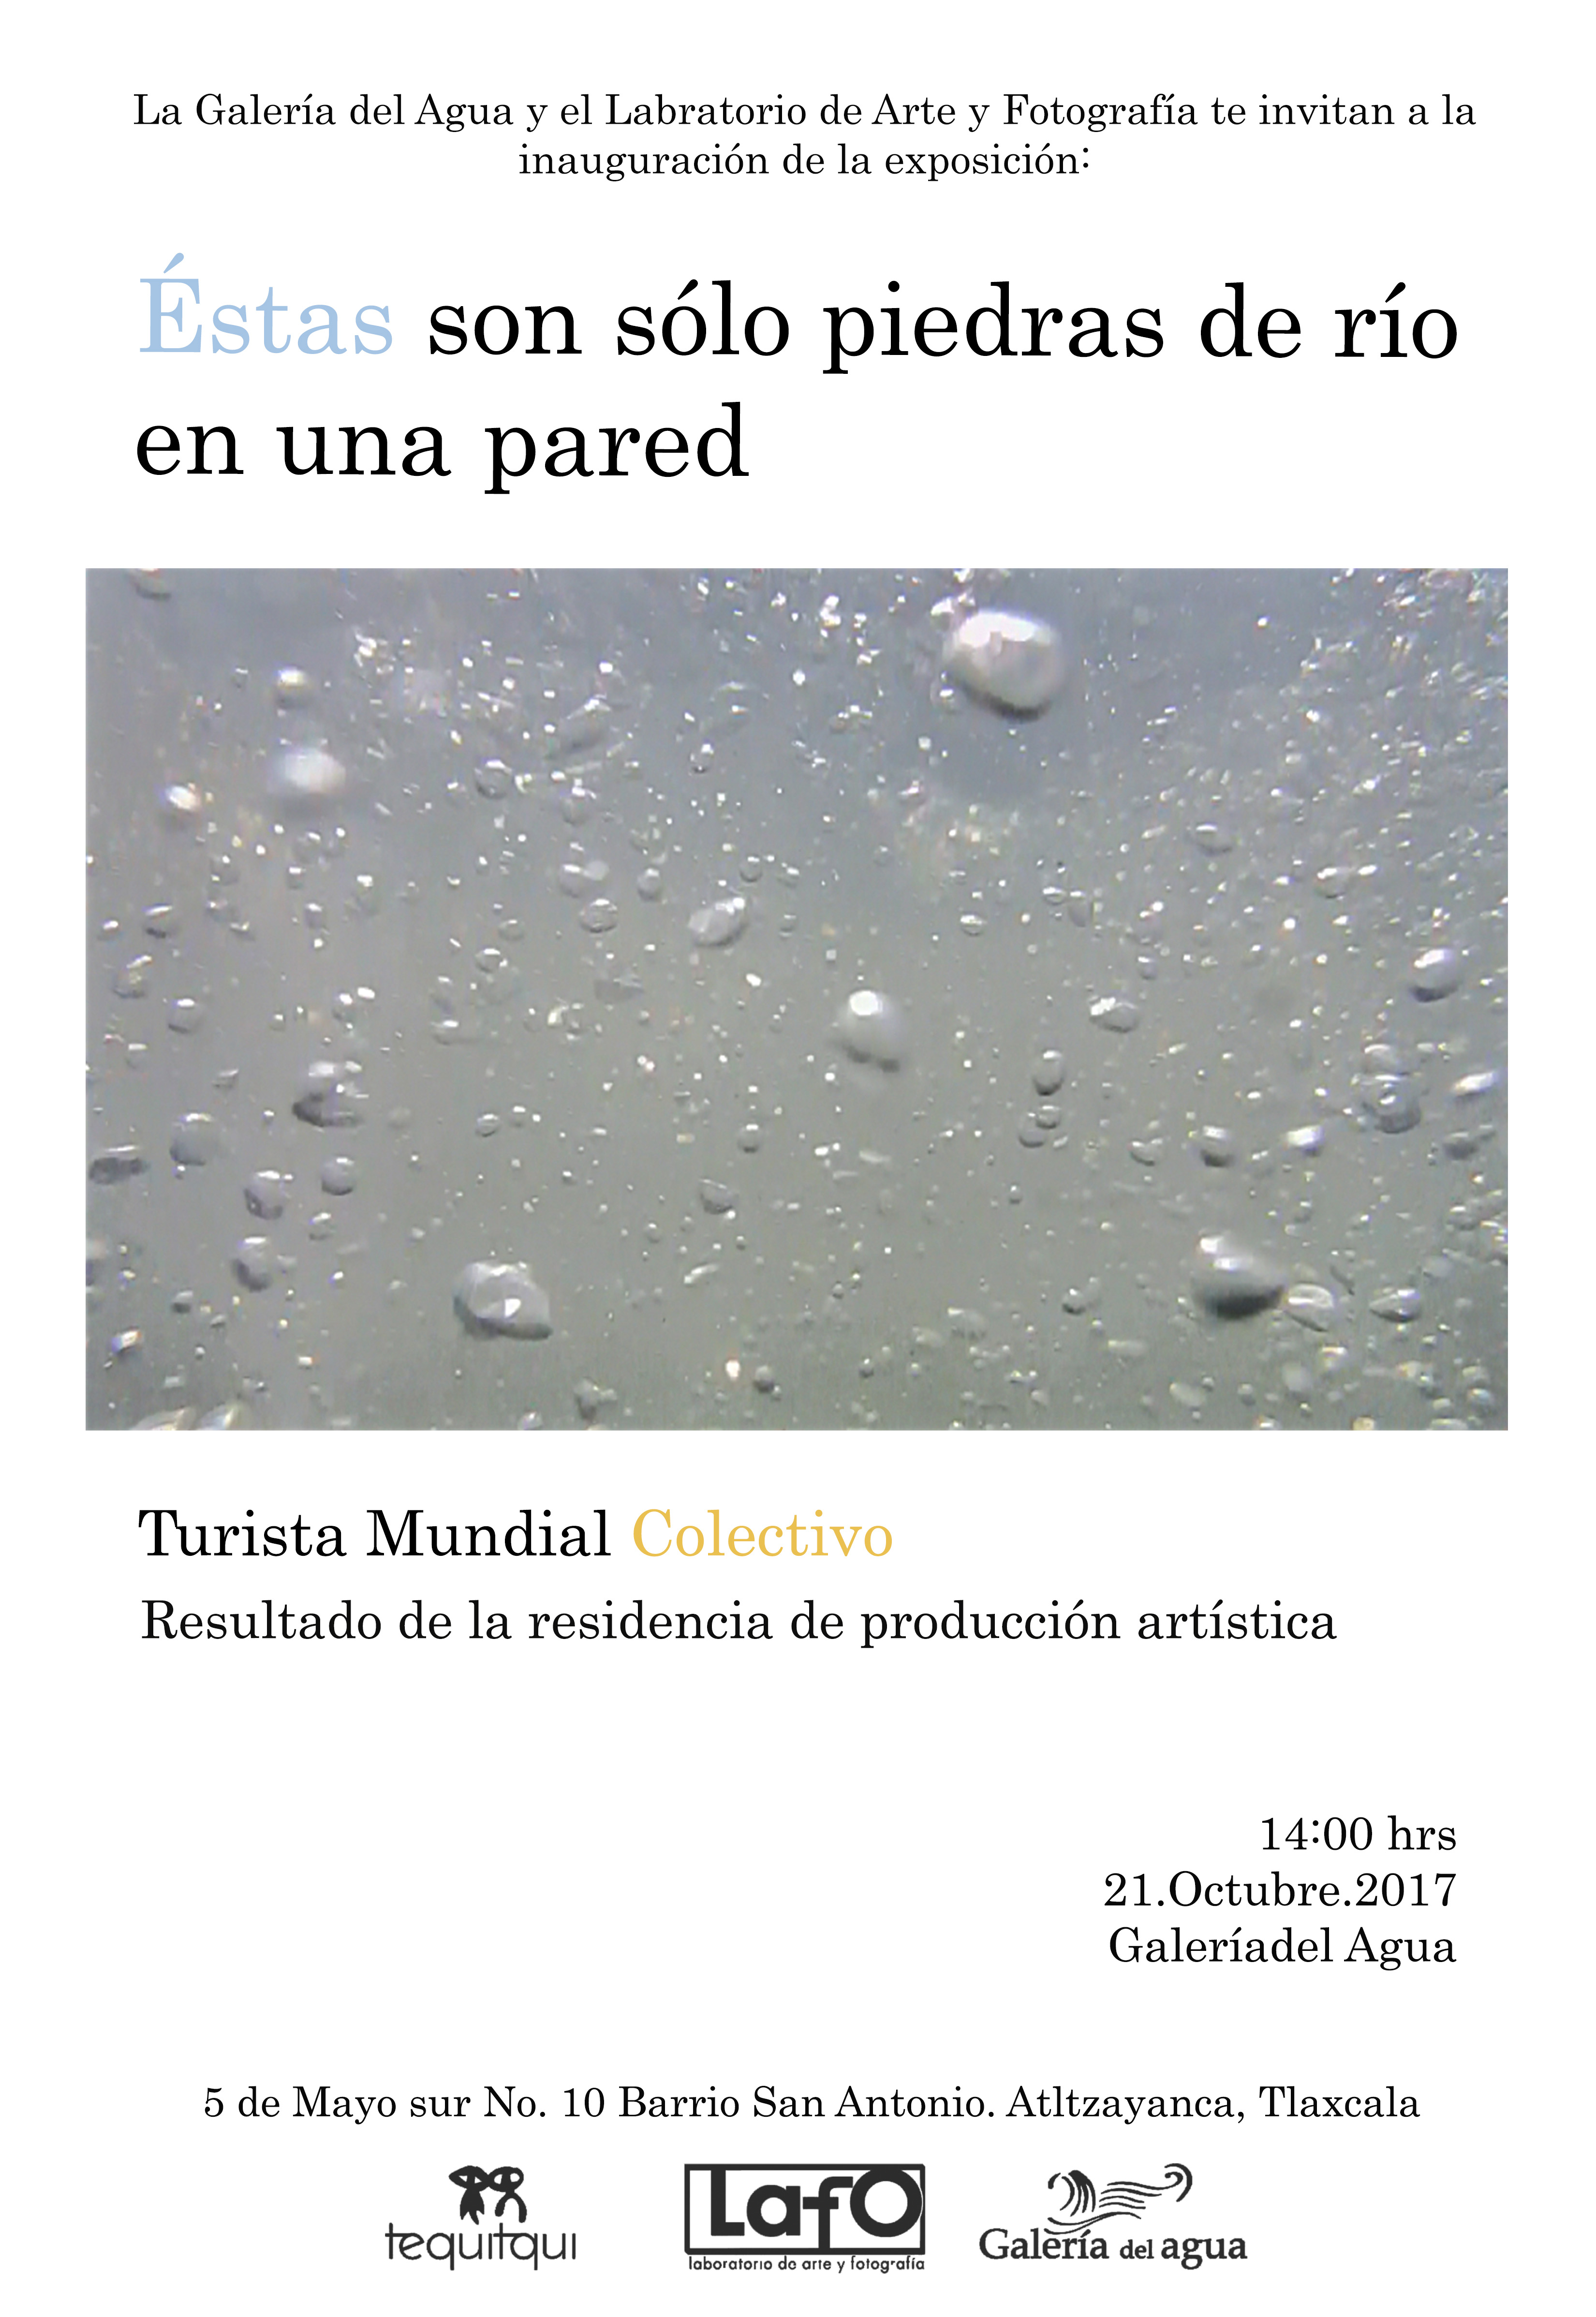 La Galería del Agua y el Labratorio de Arte y Fotografía te invitan a la
inauguración de la exposición:
Éstas son sólo piedras de río
en una pared
Turista Mundial Colectivo
Resultado de la residencia de producción artística
14:00 hrs
21.Octubre.2017
Galeríadel Agua
5 de Mayo sur No. 10 Barrio San Antonio. Atltzayanca, Tlaxcala
tequitqui
Lafo
laboratorio de arte y fotografía
Galería del agua